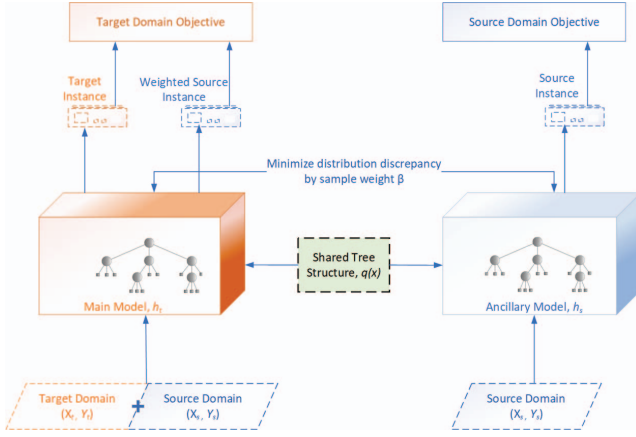 Target Domain Objective
Source Domain Objective
Target
Instance
Weighted Source
Instance
Source
Instance
Minimize distribution discrepancy
by sample weight β
Shared Tree
Structure, q(x)
Main Model, hₜ
Ancillary Model, hₛ
Target Domain
(Xₜ, Yₜ)
+
Source Domain
(Xₛ, Yₛ)
Source Domain
(Xₛ, Yₛ)